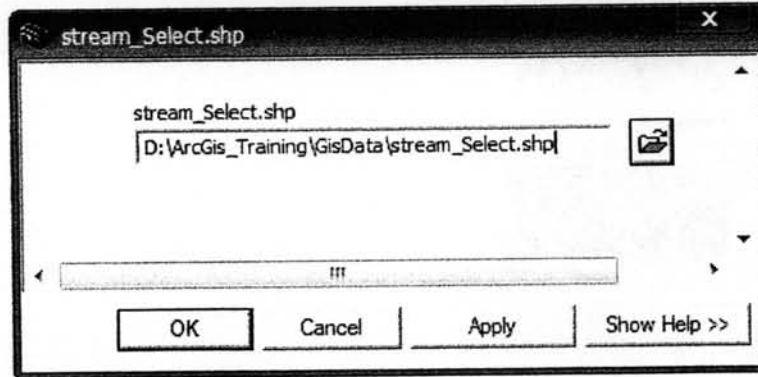 stream_Select.shp
stream_Select.shp
D:\ArcGis_Training\GisData\stream_Select.shp
OK
Cancel
Apply
Show Help >>